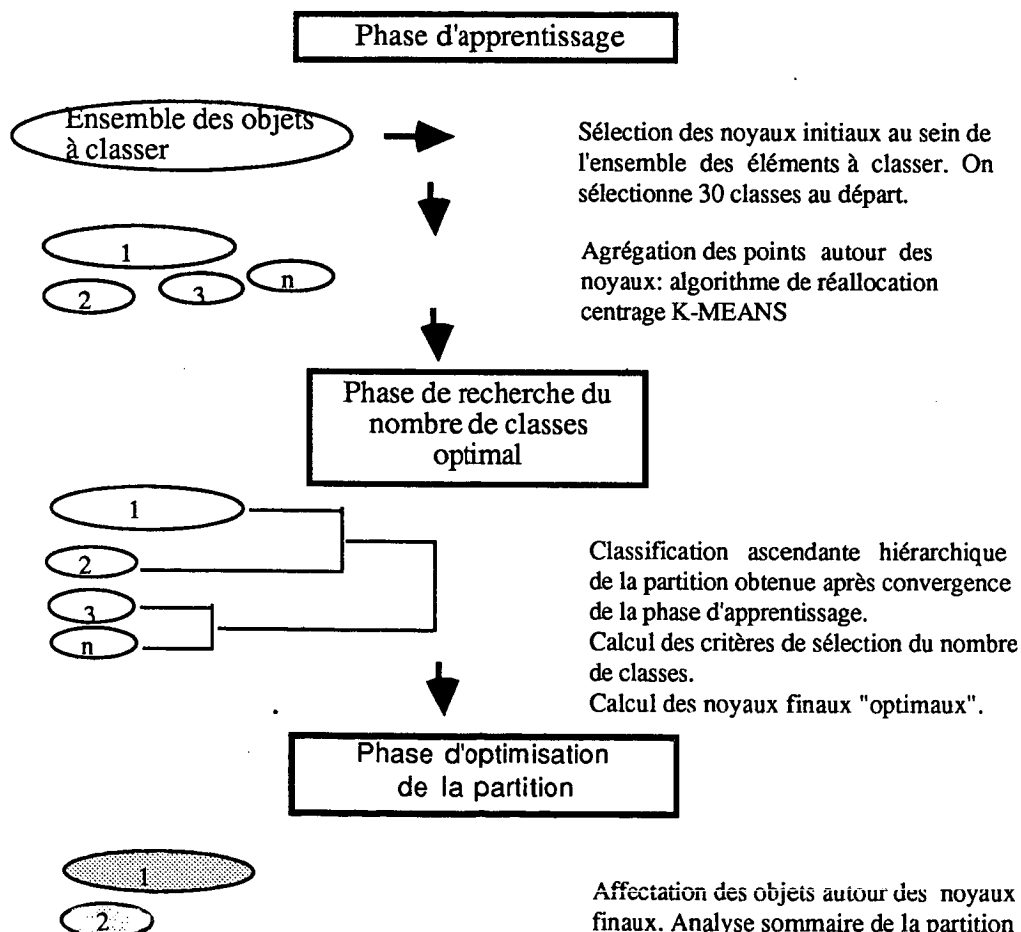 Phase d'apprentissage
Ensemble des objets
à classer
Sélection des noyaux initiaux au sein de
l'ensemble des éléments à classer. On
sélectionne 30 classes au départ.
1
2
3
n
Agrégation des points autour des
noyaux: algorithme de réallocation
centrage K-MEANS
Phase de recherche du
nombre de classes
optimal
1
2
3
n
Classification ascendante hiérarchique
de la partition obtenue après convergence
de la phase d'apprentissage.
Calcul des critères de sélection du nombre
de classes.
Calcul des noyaux finaux "optimaux".
Phase d'optimisation
de la partition
1
2
Affectation des objets autour des noyaux
finaux. Analyse sommaire de la partition